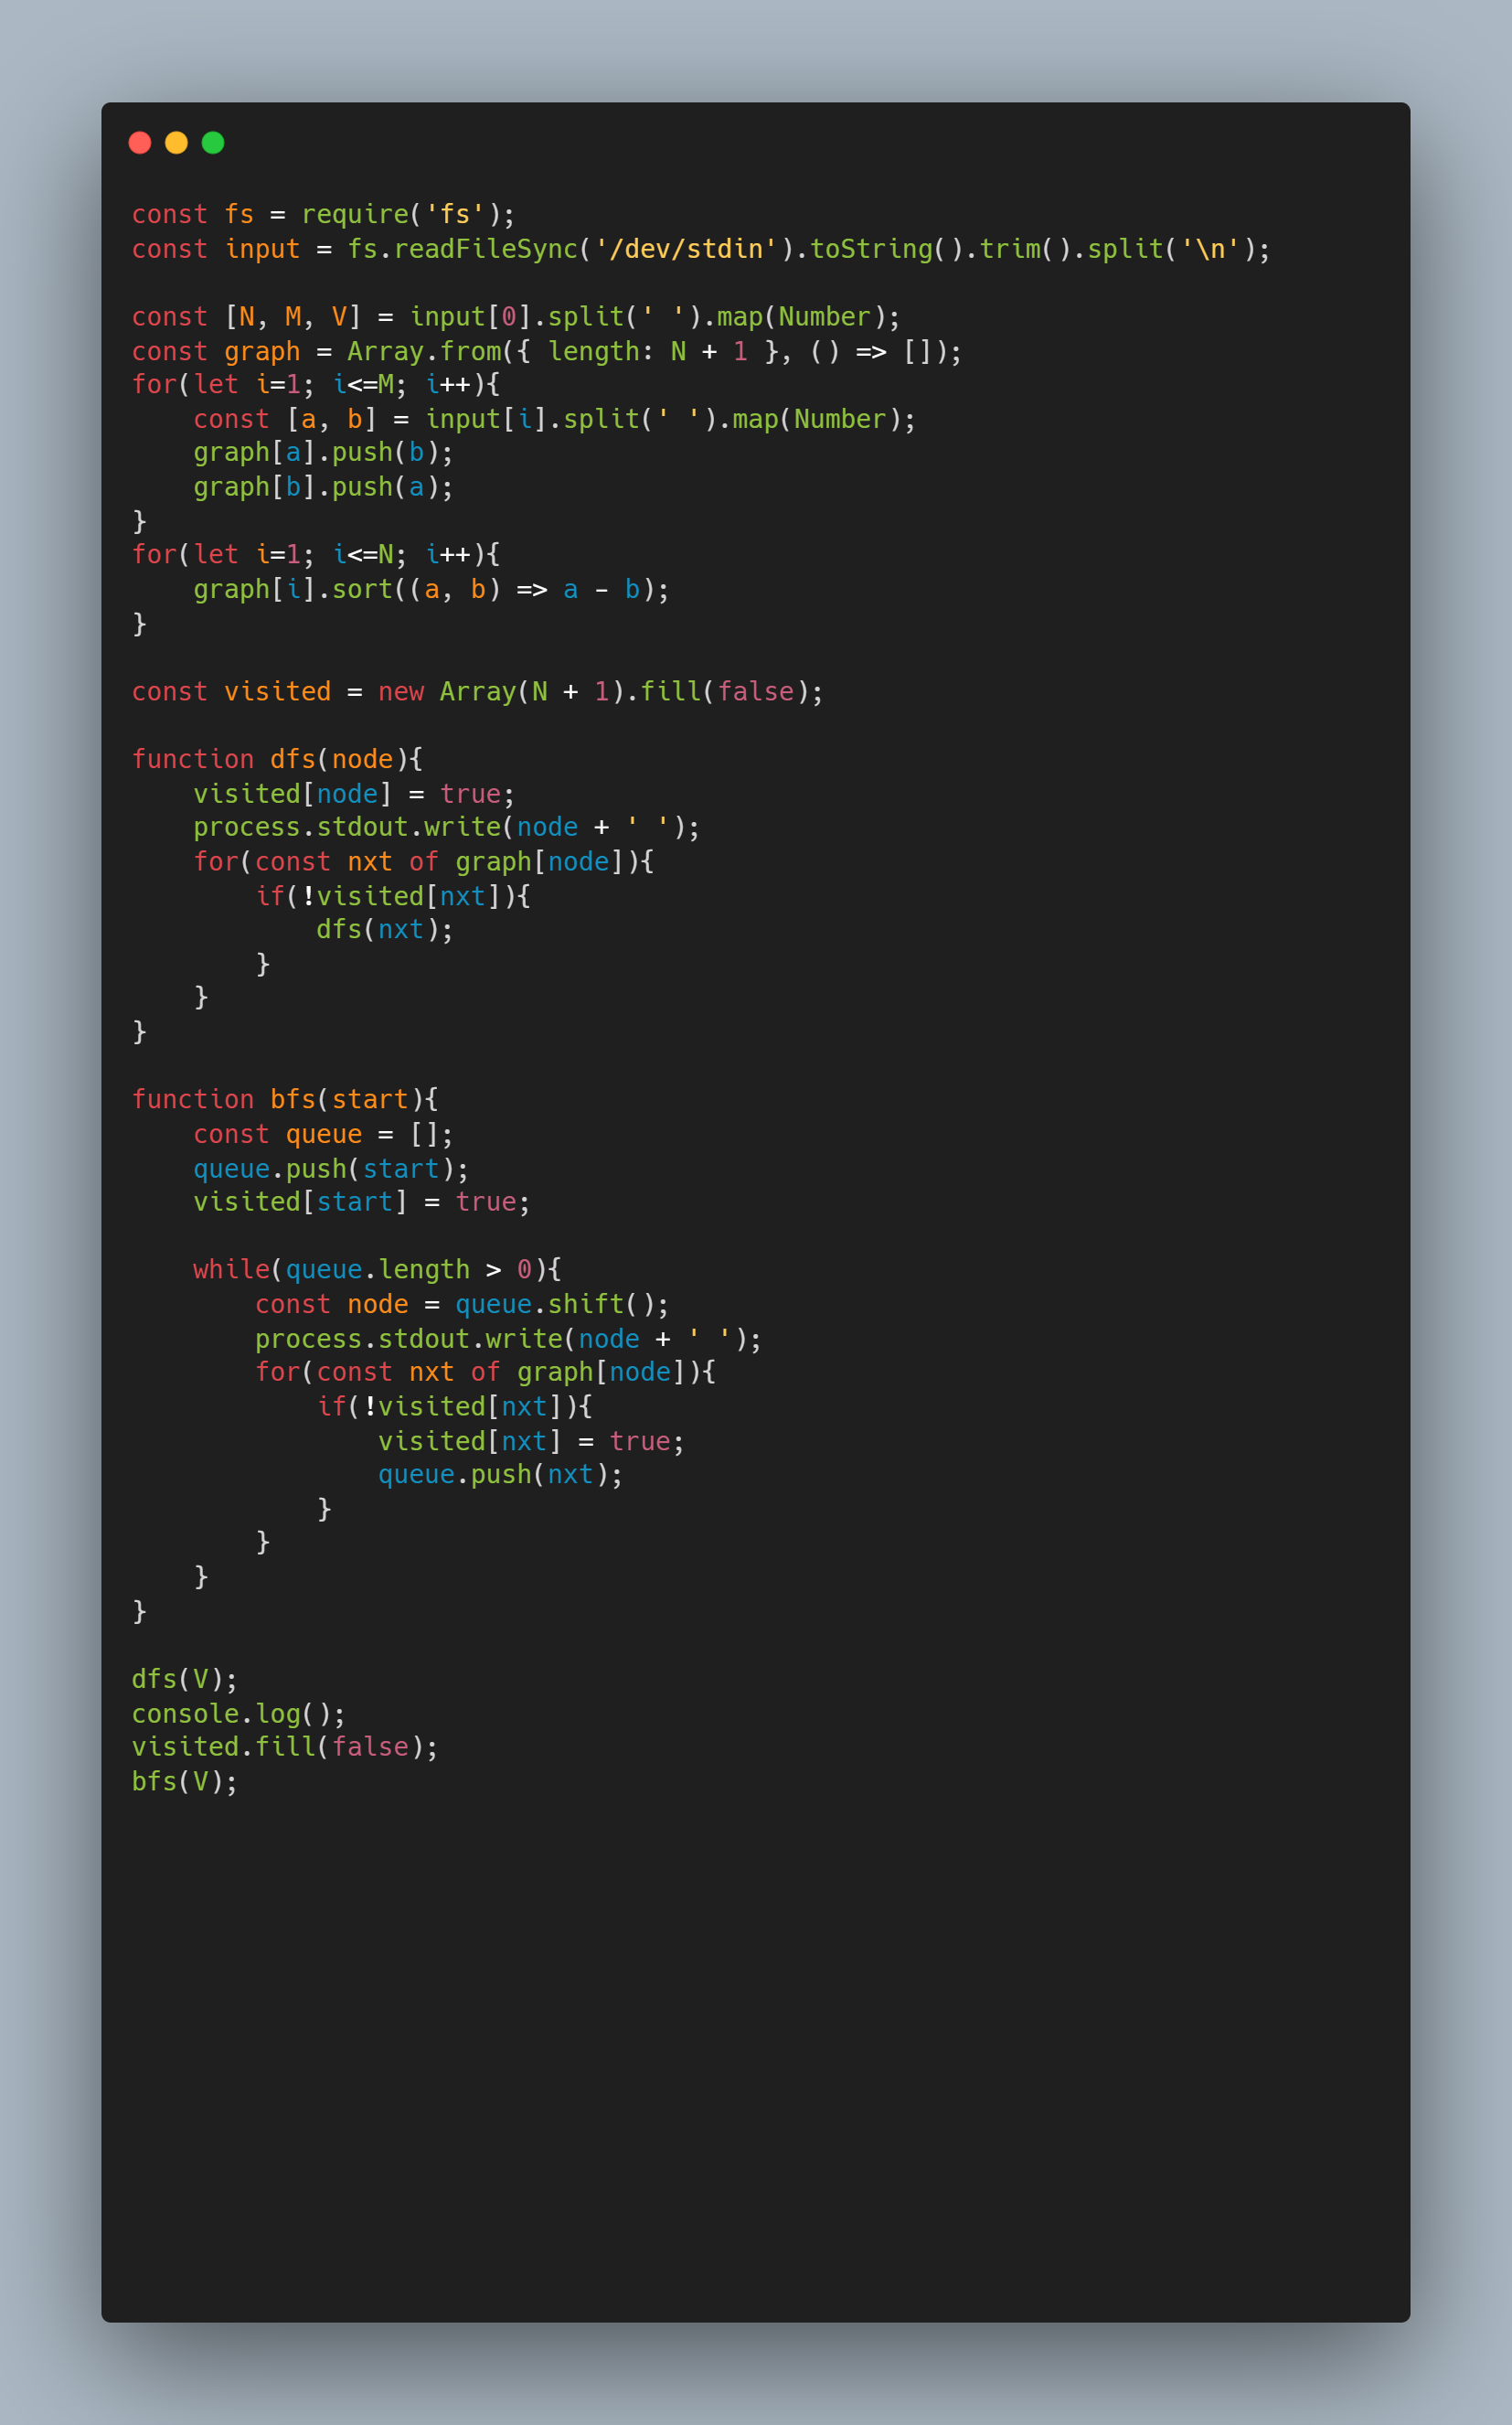 const fs = require('fs');
const input = fs.readFileSync('/dev/stdin').toString().trim().split('\n');

const [N, M, V] = input[0].split(' ').map(Number);
const graph = Array.from({ length: N + 1 }, () => []);
for(let i=1; i<=M; i++){
    const [a, b] = input[i].split(' ').map(Number);
    graph[a].push(b);
    graph[b].push(a);
}
for(let i=1; i<=N; i++){
    graph[i].sort((a, b) => a - b);
}

const visited = new Array(N + 1).fill(false);

function dfs(node){
    visited[node] = true;
    process.stdout.write(node + ' ');
    for(const nxt of graph[node]){
        if(!visited[nxt]){
            dfs(nxt);
        }
    }
}

function bfs(start){
    const queue = [];
    queue.push(start);
    visited[start] = true;

    while(queue.length > 0){
        const node = queue.shift();
        process.stdout.write(node + ' ');
        for(const nxt of graph[node]){
            if(!visited[nxt]){
                visited[nxt] = true;
                queue.push(nxt);
            }
        }
    }
}

dfs(V);
console.log();
visited.fill(false);
bfs(V);